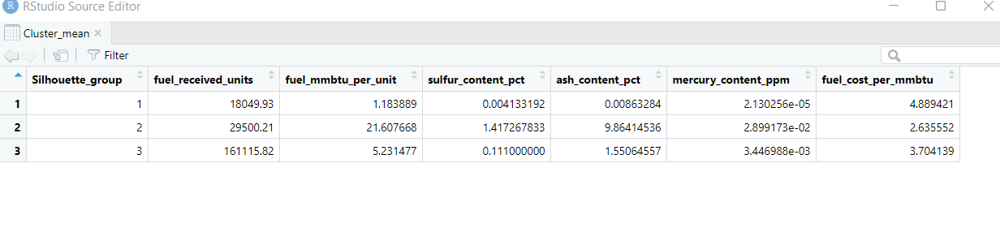 R RStudio Source Editor
Cluster_mean
Filter
Silhouette_group fuel_received_units fuel_mmbtu_per_unit sulfur_content_pct ash_content_pct mercury_content_ppm fuel_cost_per_mmbtu
1 1 18049.93 1.183889 0.004133192 0.00863284 2.130256e-05 4.889421
2 2 29500.21 21.607668 1.417267833 9.86414536 2.899173e-02 2.635552
3 3 161115.82 5.231477 0.111000000 1.55064557 3.446988e-03 3.704139